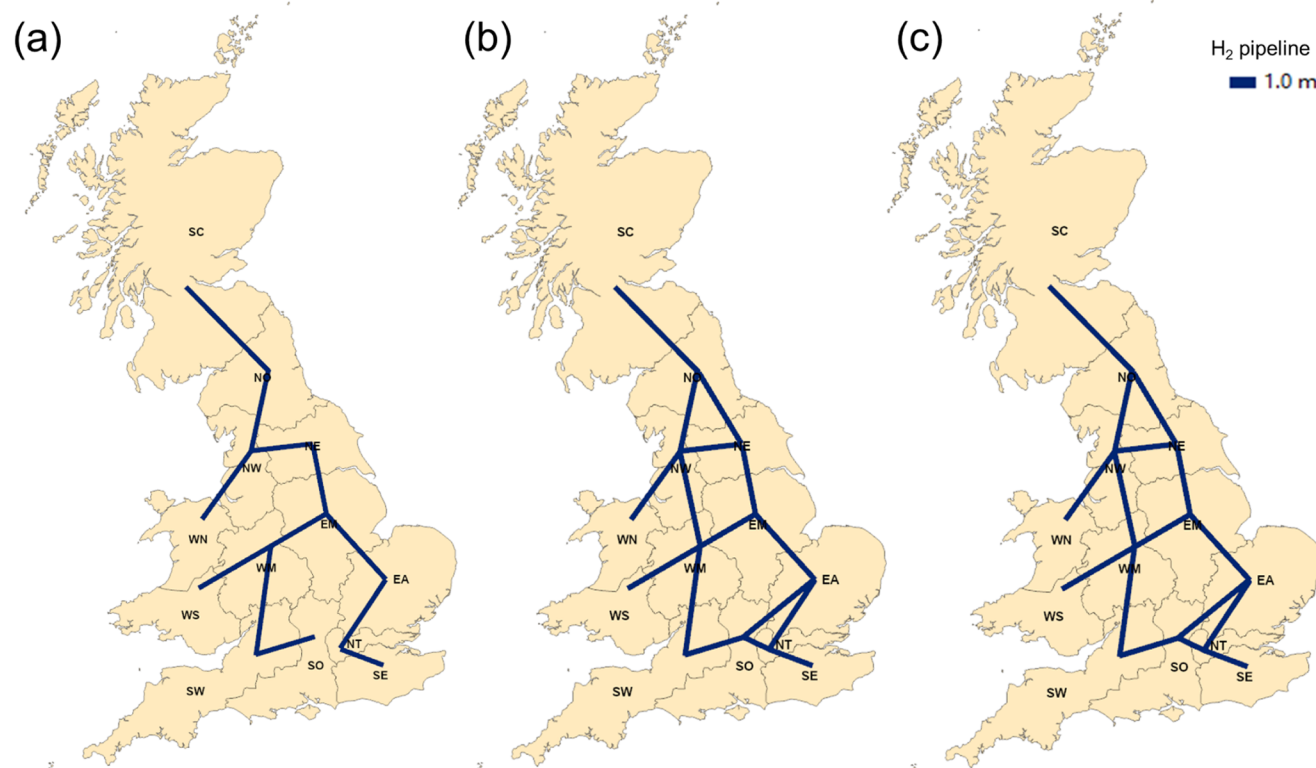 (a)
(b)
(c)
H₂ pipeline
1.0 m
SC
SC
SC
NO
NO
NO
NE
NE
NE
NW
NW
NW
EM
EM
EM
WN
WN
WN
WM
WM
WM
EA
EA
EA
WS
WS
WS
NT
NT
NT
SO
SO
SO
SE
SE
SE
SW
SW
SW